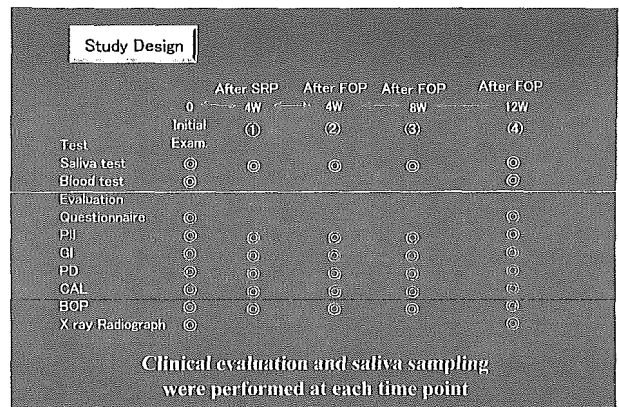 Study Design
After SRP After FOP After FOP After FOP
0 4W 4W 8W 12W
Initial ① ② ③ ④
Test Exam.
Saliva test ◎ ◎ ◎ ◎ ◎
Blood test ◎ ◎
Evaluation
Questionnaire ◎ ◎
PlI ◎ ◎ ◎ ◎ ◎
GI ◎ ◎ ◎ ◎ ◎
PD ◎ ◎ ◎ ◎ ◎
CAL ◎ ◎ ◎ ◎ ◎
BOP ◎ ◎ ◎ ◎ ◎
X ray Radiograph ◎ ◎
Clinical evaluation and saliva sampling
were performed at each time point